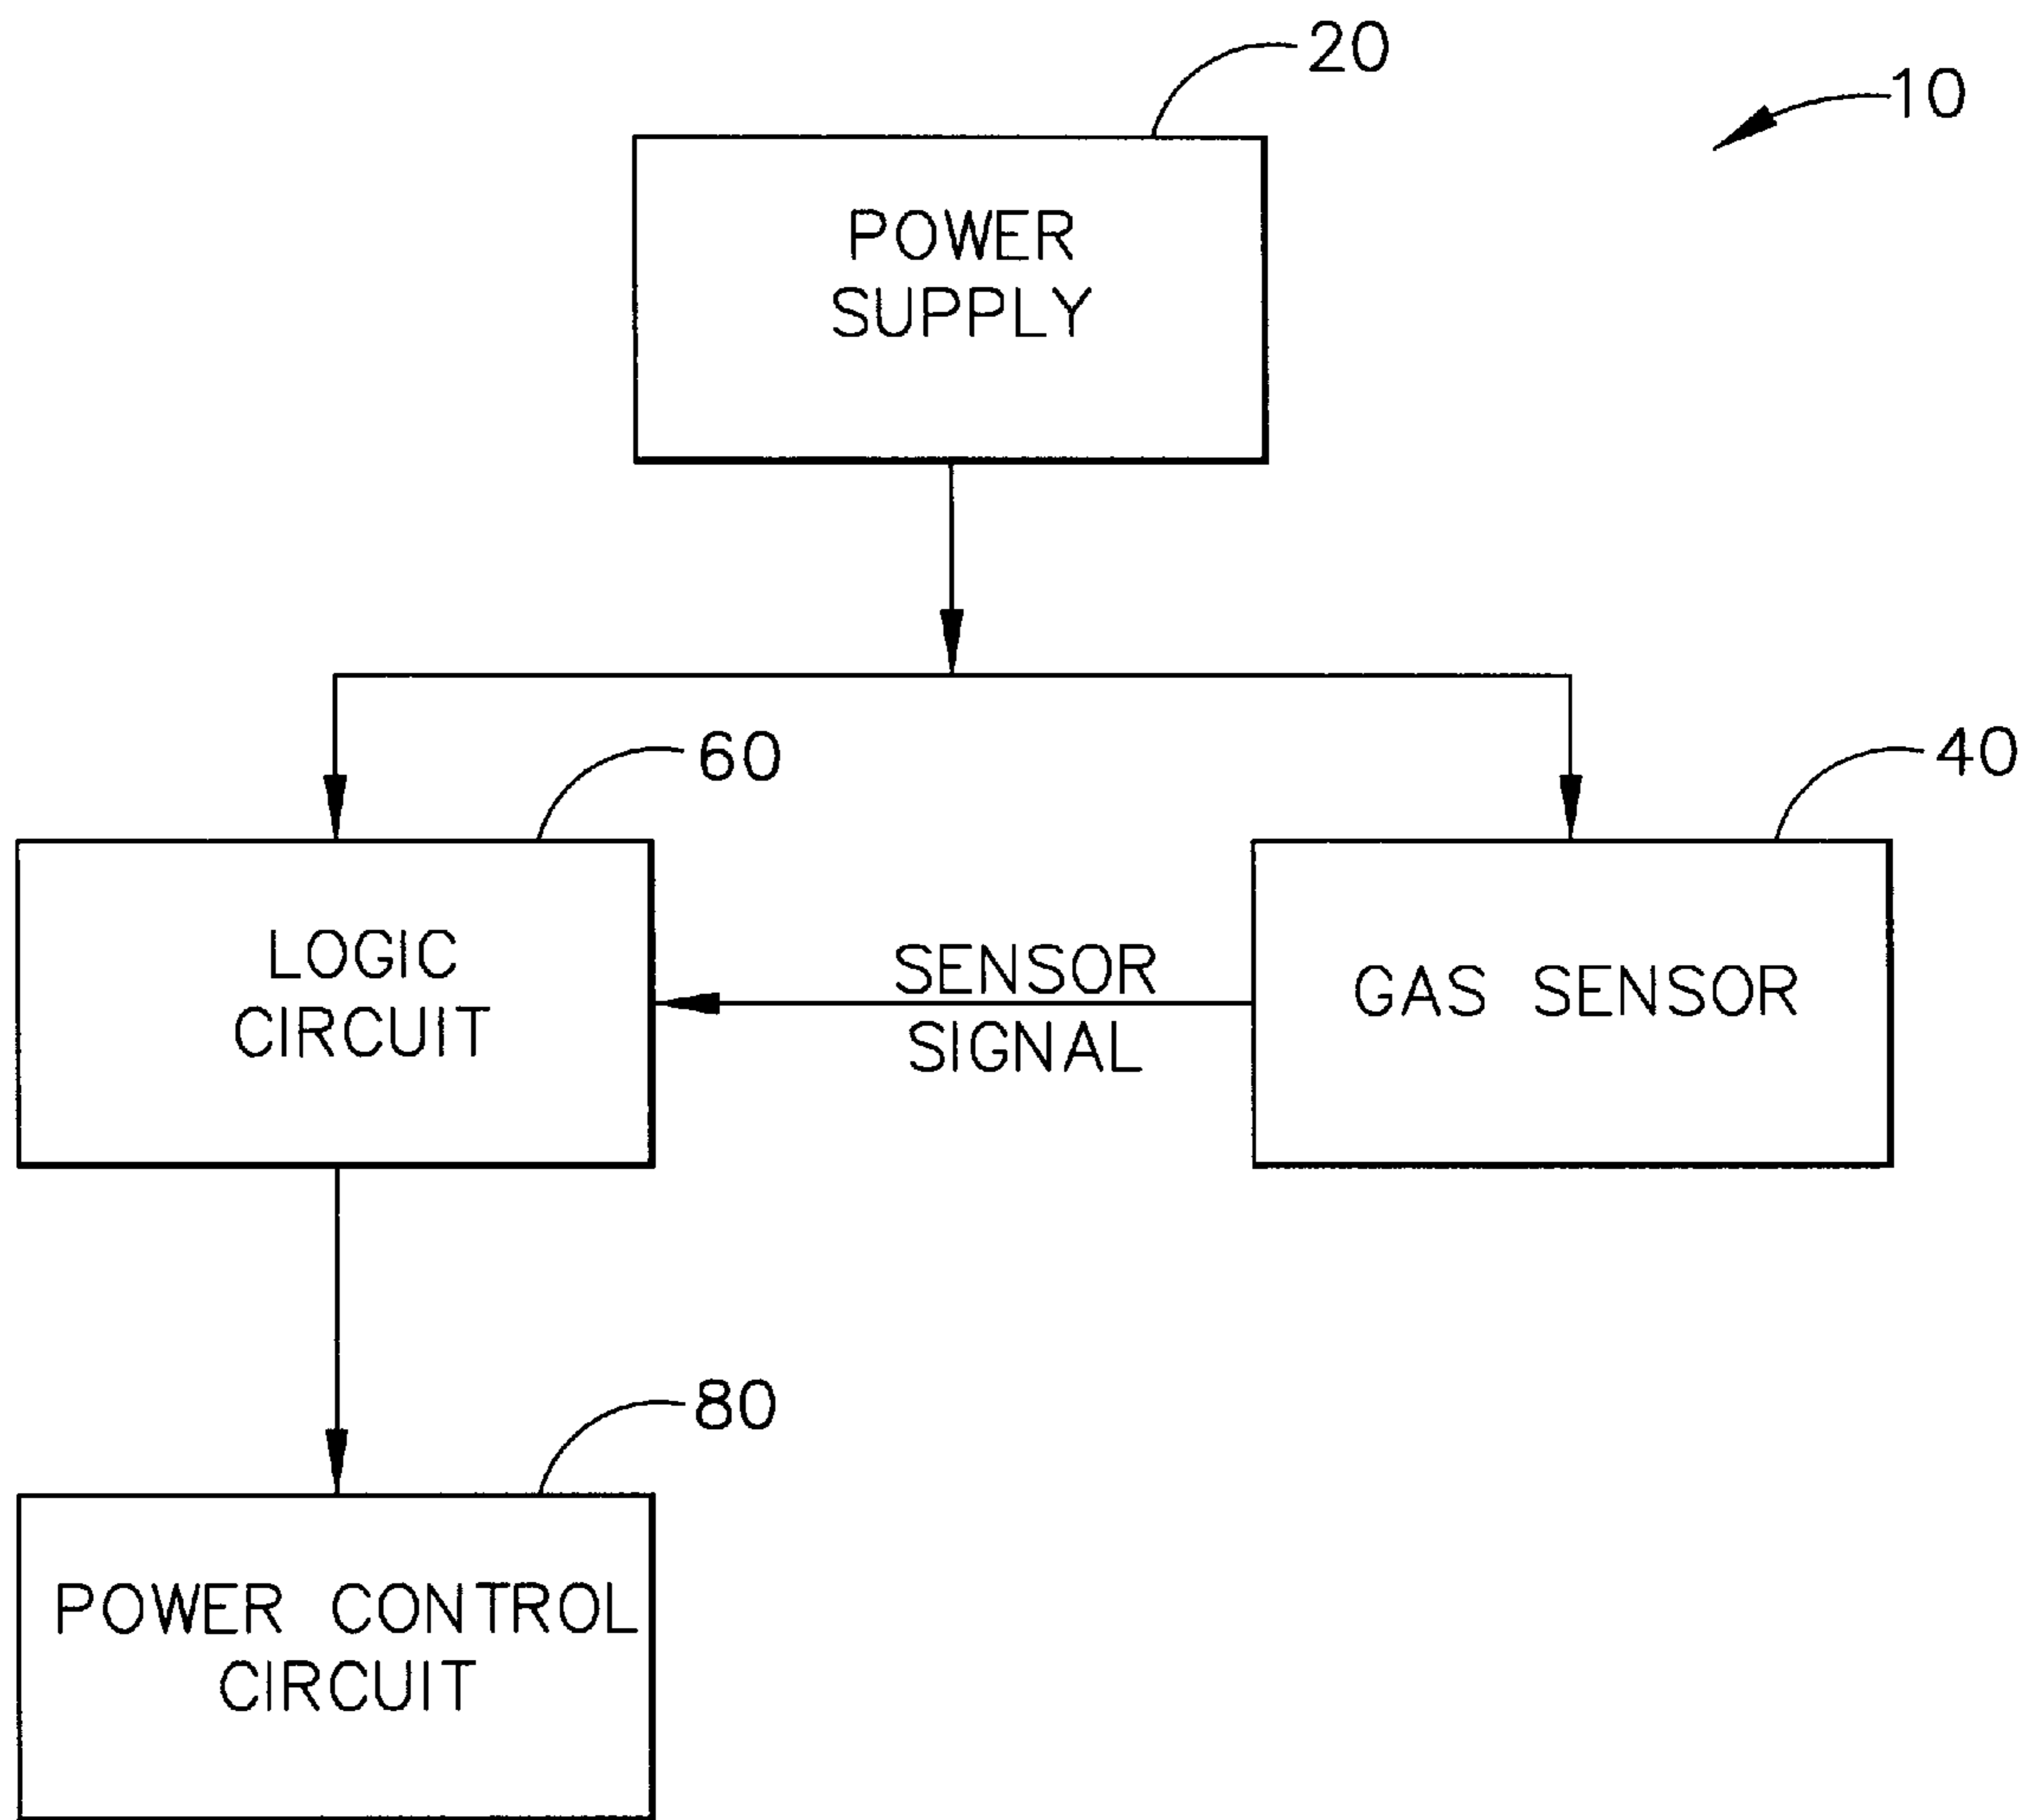 20
10
POWER
SUPPLY
60
40
LOGIC
CIRCUIT
SENSOR
SIGNAL
GAS SENSOR
80
POWER CONTROL
CIRCUIT